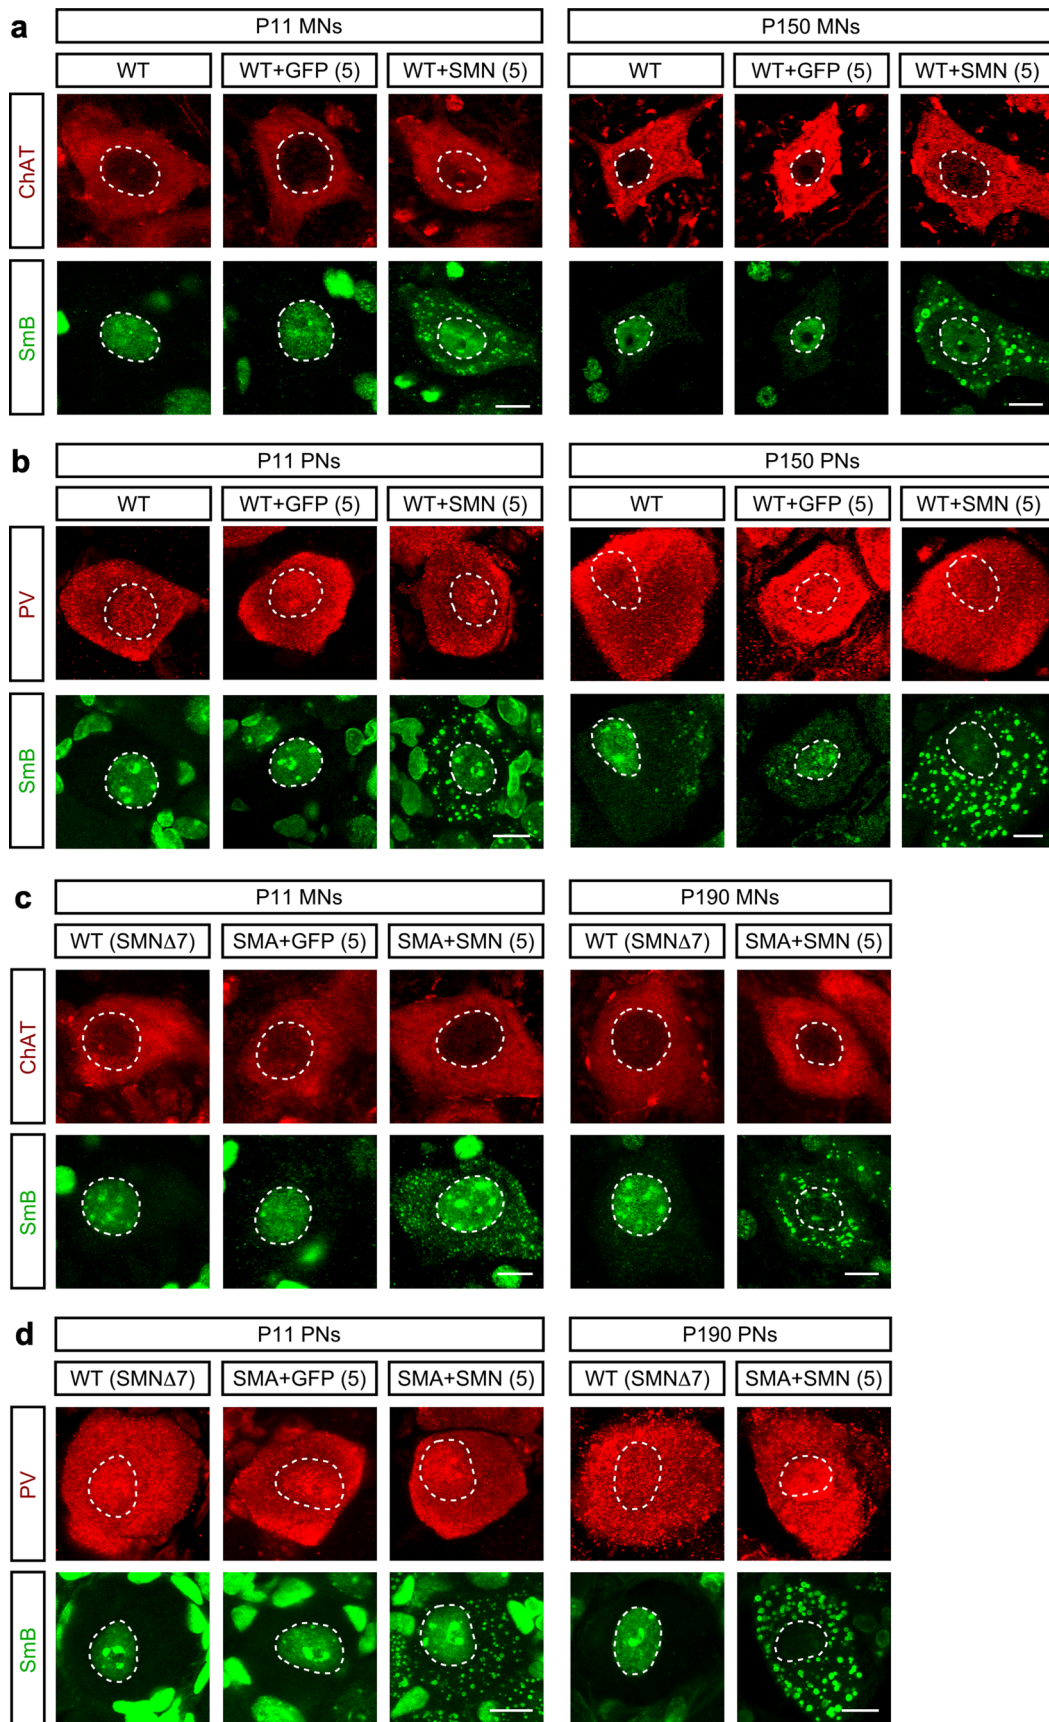 a
P11 MNs
P150 MNs
WT
WT+GFP (5)
WT+SMN (5)
WT
WT+GFP (5)
WT+SMN (5)
ChAT
SmB
b
P11 PNs
P150 PNs
WT
WT+GFP (5)
WT+SMN (5)
WT
WT+GFP (5)
WT+SMN (5)
PV
SmB
c
P11 MNs
P190 MNs
WT (SMNΔ7)
SMA+GFP (5)
SMA+SMN (5)
WT (SMNΔ7)
SMA+SMN (5)
ChAT
SmB
d
P11 PNs
P190 PNs
WT (SMNΔ7)
SMA+GFP (5)
SMA+SMN (5)
WT (SMNΔ7)
SMA+SMN (5)
PV
SmB